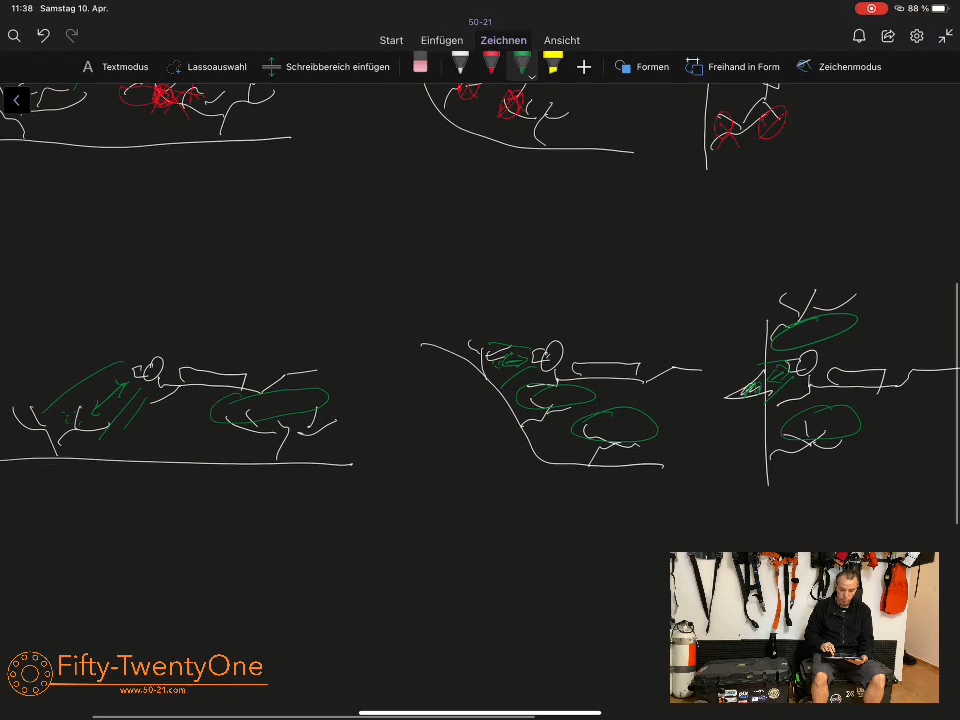 11:38 Samstag 10. Apr.
88 %
50-21
Start Einfügen Zeichnen Ansicht
Textmodus Lassoauswahl Schreibbereich einfügen Formen Freihand in Form Zeichenmodus
Fifty-TwentyOne
www.50-21.com